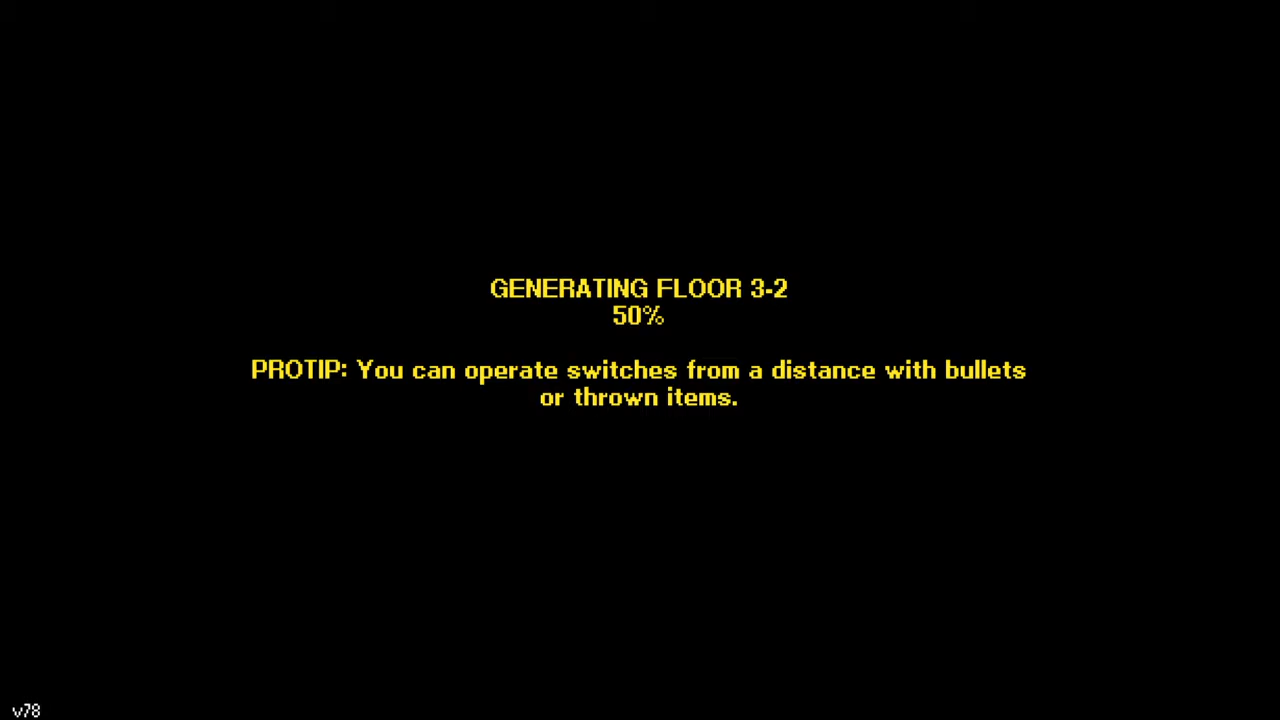 GENERATING FLOOR 3-2
50%
PROTIP: You can operate switches from a distance with bullets
or thrown items.
v78